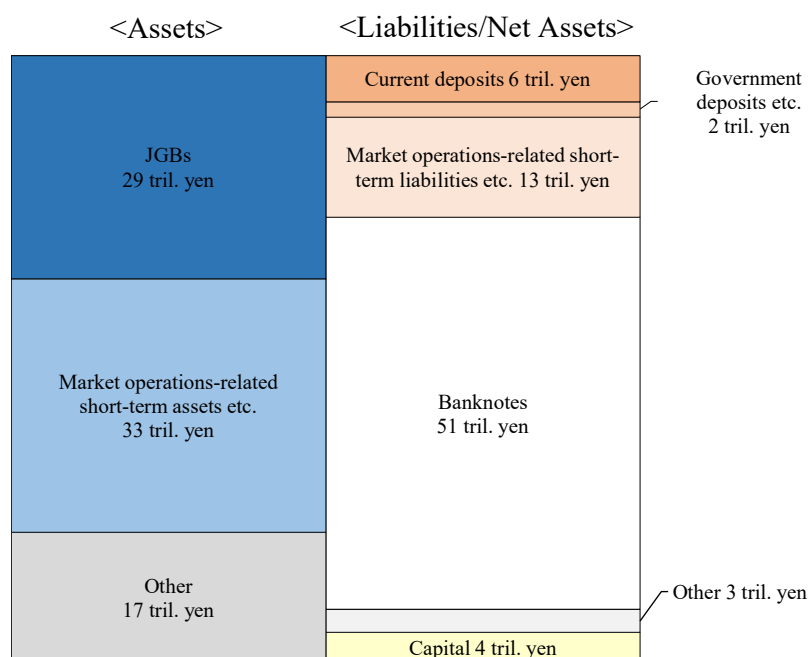 <Assets>
<Liabilities/Net Assets>
JGBs
29 tril. yen
Market operations-related
short-term assets etc.
33 tril. yen
Other
17 tril. yen
Current deposits 6 tril. yen
Government
deposits etc.
2 tril. yen
Market operations-related short-
term liabilities etc. 13 tril. yen
Banknotes
51 tril. yen
Other 3 tril. yen
Capital 4 tril. yen